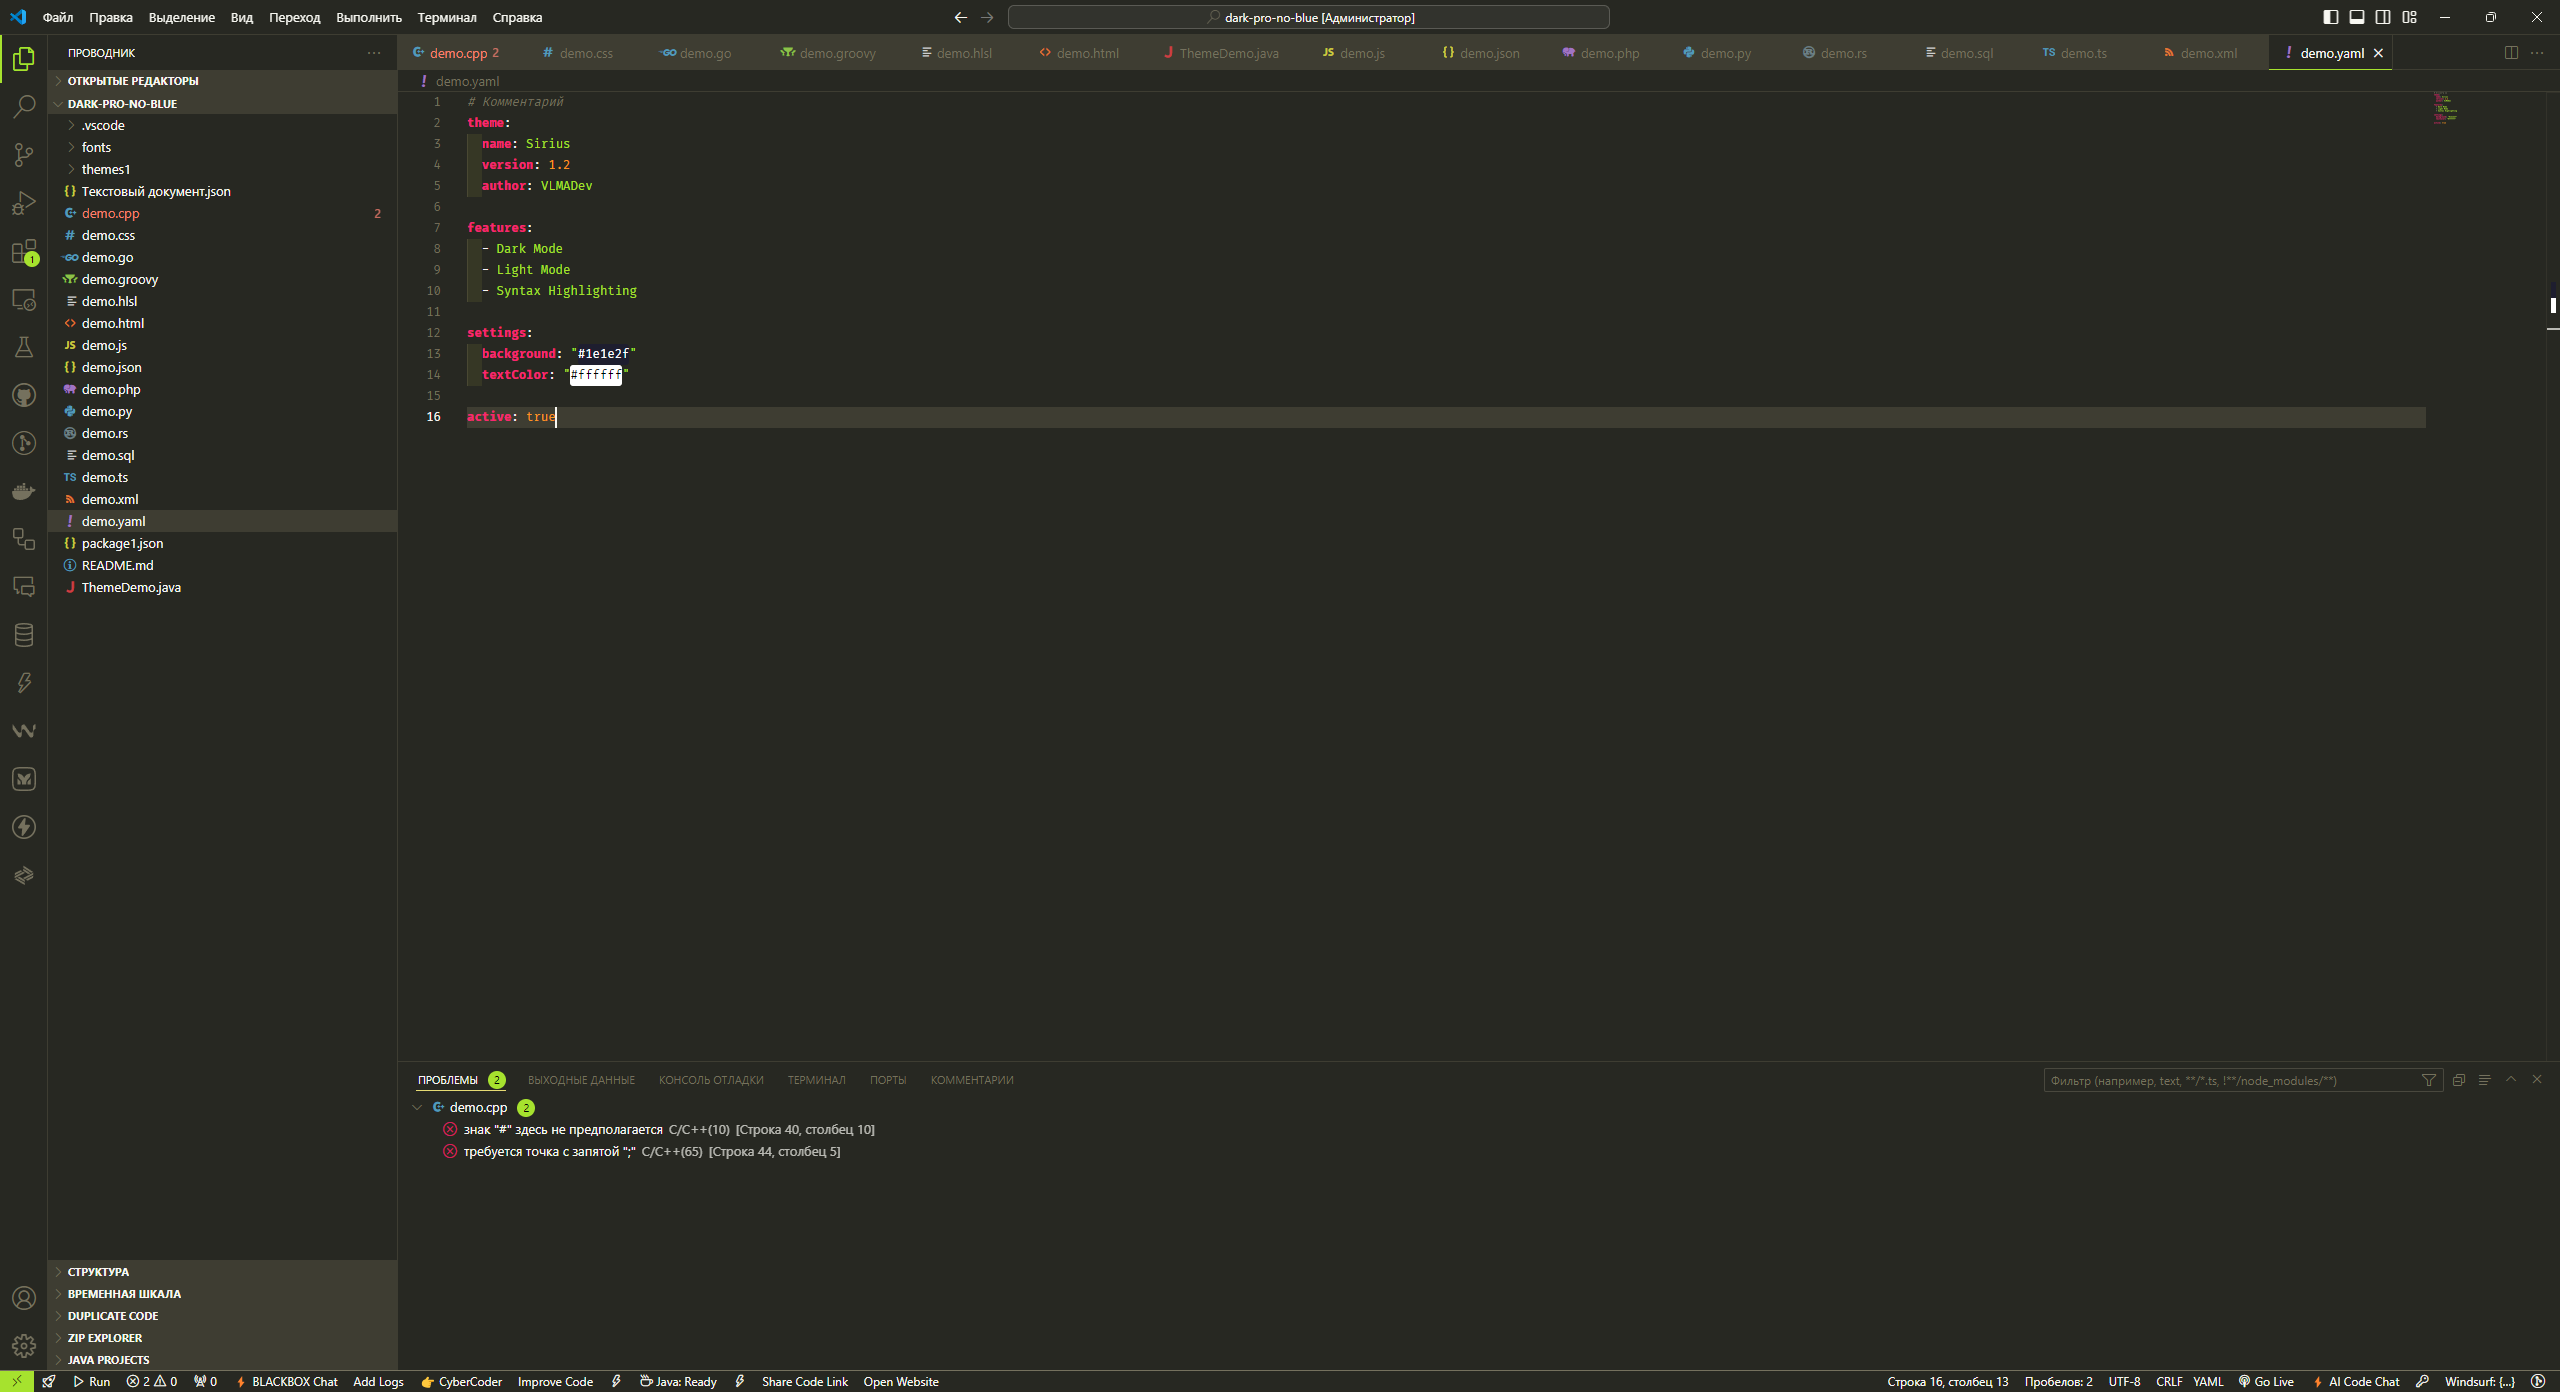 Файл Правка Выделение Вид Переход Выполнить Терминал Справка
dark-pro-no-blue [Администратор]
ПРОВОДНИК
ОТКРЫТЫЕ РЕДАКТОРЫ
DARK-PRO-NO-BLUE
.vscode
fonts
themes1
{} Текстовый документ.json
demo.cpp 2
# demo.css
GO demo.go
demo.groovy
demo.hlsl
<> demo.html
JS demo.js
{} demo.json
demo.php
demo.py
demo.rs
demo.sql
TS demo.ts
demo.xml
! demo.yaml
{} package1.json
README.md
J ThemeDemo.java
1
СТРУКТУРА
ВРЕМЕННАЯ ШКАЛА
DUPLICATE CODE
ZIP EXPLORER
JAVA PROJECTS
demo.cpp 2 # demo.css GO demo.go demo.groovy demo.hlsl <> demo.html J ThemeDemo.java JS demo.js {} demo.json demo.php demo.py demo.rs demo.sql TS demo.ts demo.xml ! demo.yaml
! demo.yaml
1 # Комментарий
2 theme:
3 name: Sirius
4 version: 1.2
5 author: VLMADev
6
7 features:
8 - Dark Mode
9 - Light Mode
10 - Syntax Highlighting
11
12 settings:
13 background: "#1e1e2f"
14 textColor: "#ffffff"
15
16 active: true
ПРОБЛЕМЫ 2 ВЫХОДНЫЕ ДАННЫЕ КОНСОЛЬ ОТЛАДКИ ТЕРМИНАЛ ПОРТЫ КОММЕНТАРИИ
Фильтр (например, text, **/*.ts, !**/node_modules/**)
demo.cpp 2
знак "#" здесь не предполагается C/C++(10) [Строка 40, столбец 10]
требуется точка с запятой ";" C/C++(65) [Строка 44, столбец 5]
Run 2 0 0 BLACKBOX Chat Add Logs CyberCoder Improve Code Java: Ready Share Code Link Open Website
Строка 16, столбец 13 Пробелов: 2 UTF-8 CRLF YAML Go Live AI Code Chat Windsurf: {...}